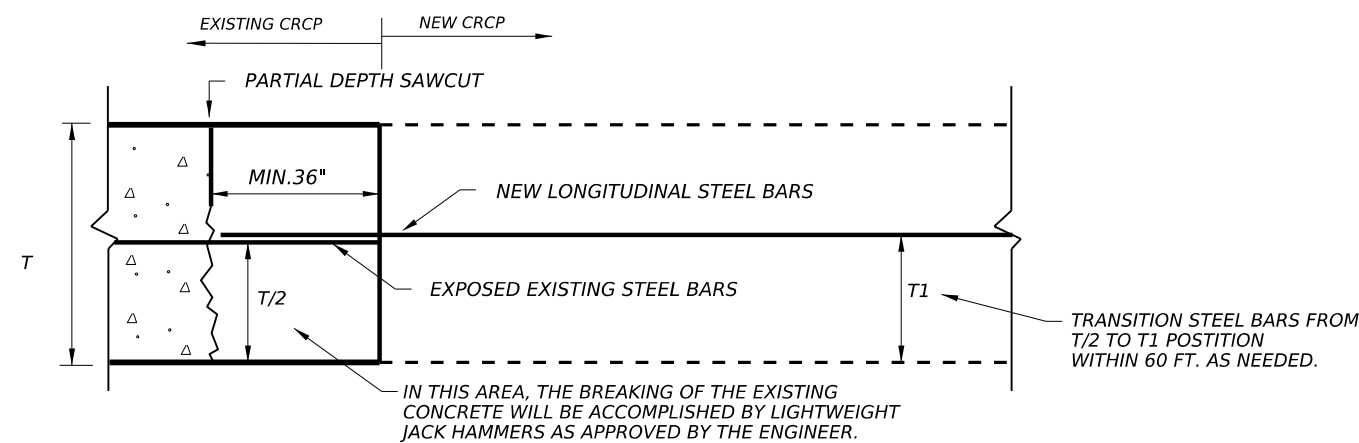 EXISTING CRCP
NEW CRCP
PARTIAL DEPTH SAWCUT
MIN.36"
NEW LONGITUDINAL STEEL BARS
T
T/2
EXPOSED EXISTING STEEL BARS
T1
TRANSITION STEEL BARS FROM
T/2 TO T1 POSTITION
WITHIN 60 FT. AS NEEDED.
IN THIS AREA, THE BREAKING OF THE EXISTING
CONCRETE WILL BE ACCOMPLISHED BY LIGHTWEIGHT
JACK HAMMERS AS APPROVED BY THE ENGINEER.